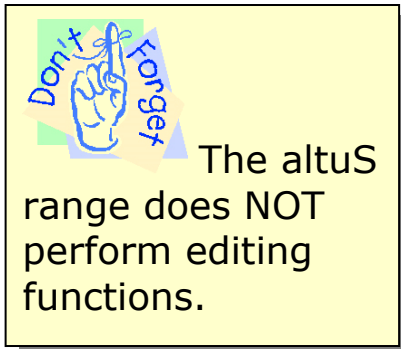 Don't Forget
The altuS
range does NOT
perform editing
functions.